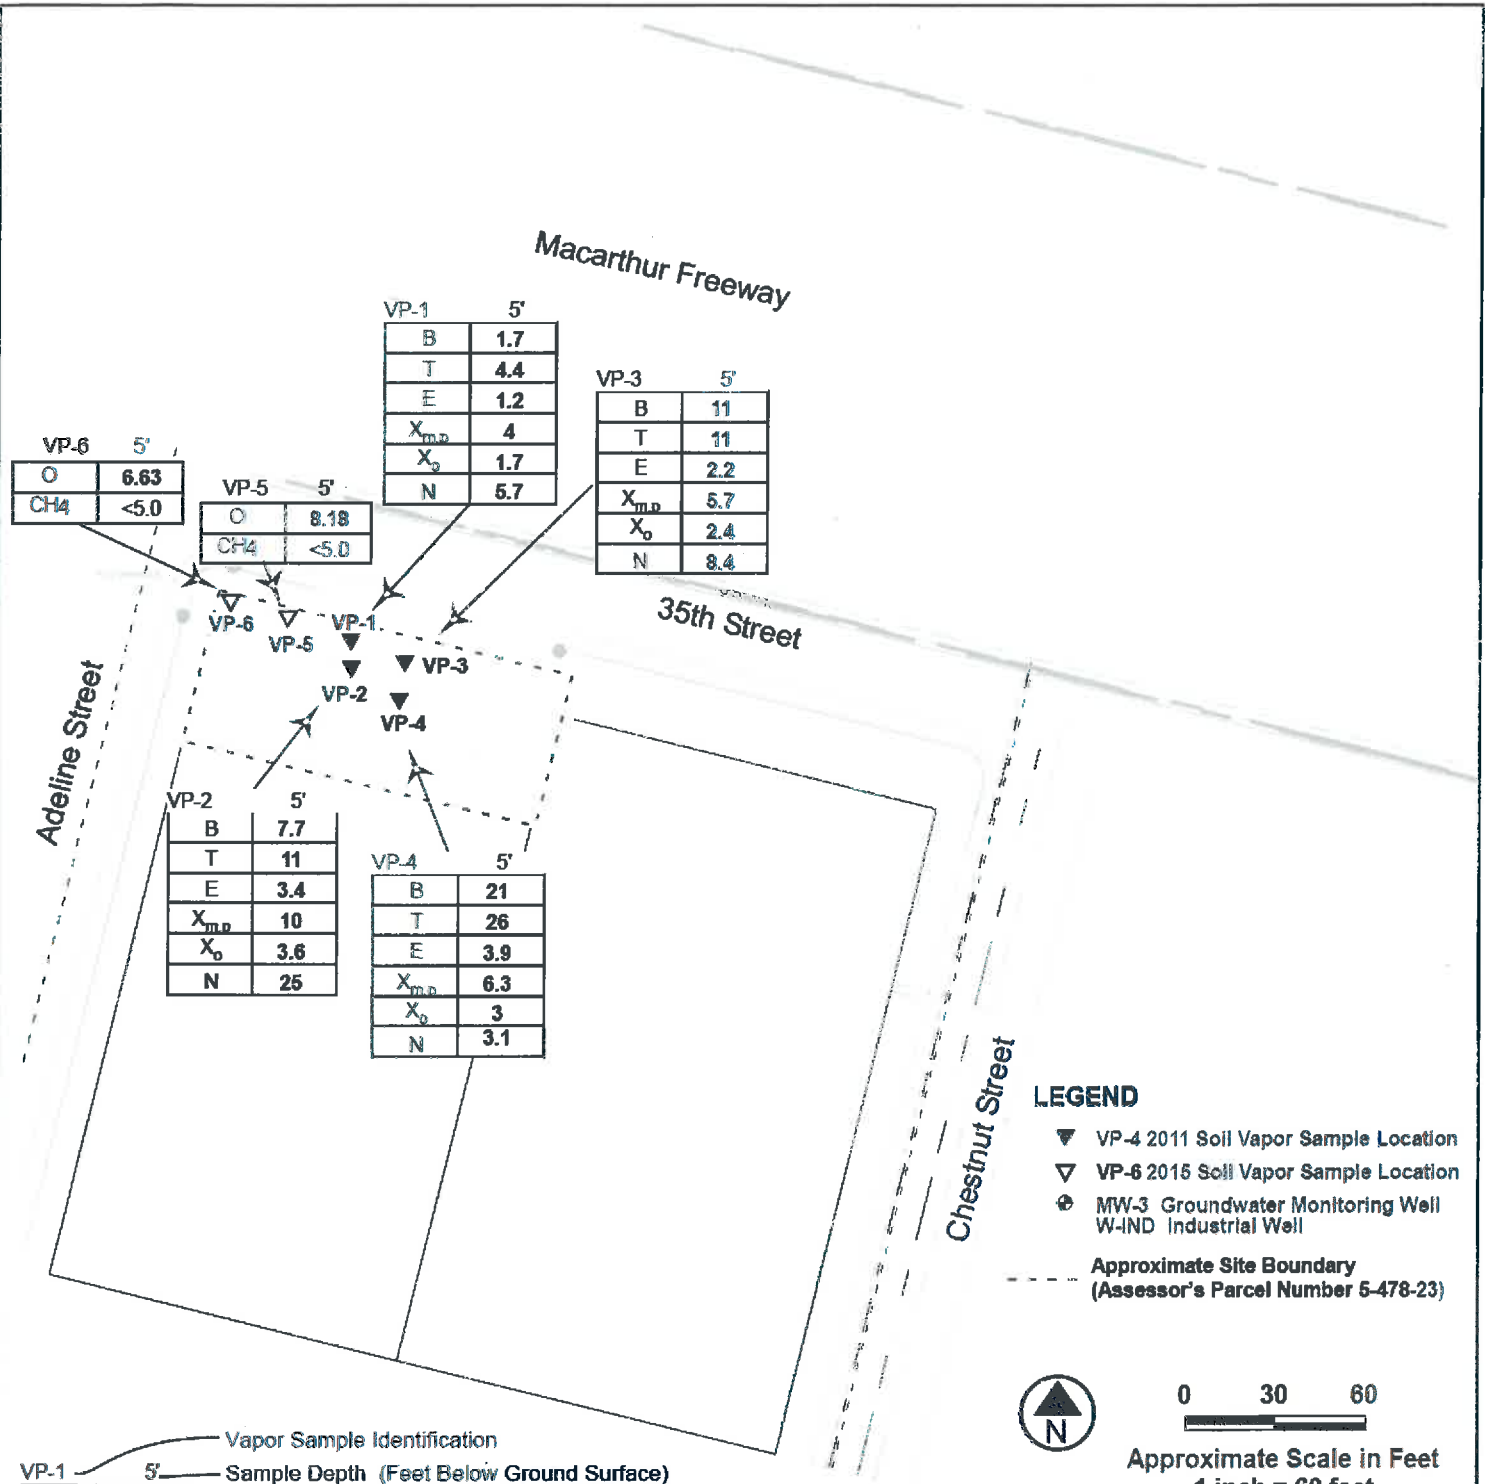 Macarthur Freeway
VP-1 5'
B 1.7
T 4.4
E 1.2
Xm,p 4
Xo 1.7
N 5.7
VP-3 5'
B 11
T 11
E 2.2
Xm,p 5.7
Xo 2.4
N 8.4
VP-6 5'
O 6.63
CH4 <5.0
VP-5 5'
O 8.18
CH4 <5.0
35th Street
VP-6
VP-5
VP-1
VP-3
VP-2
VP-4
Adeline Street
VP-2 5'
B 7.7
T 11
E 3.4
Xm,p 10
Xo 3.6
N 25
VP-4 5'
B 21
T 26
E 3.9
Xm,p 6.3
Xo 3
N 3.1
Chestnut Street
LEGEND
VP-4 2011 Soil Vapor Sample Location
VP-6 2015 Soil Vapor Sample Location
MW-3 Groundwater Monitoring Well
W-IND Industrial Well
Approximate Site Boundary
(Assessor's Parcel Number 5-478-23)
N
0 30 60
Approximate Scale in Feet
1 inch = 60 feet
Vapor Sample Identification
VP-1 5' Sample Depth (Feet Below Ground Surface)